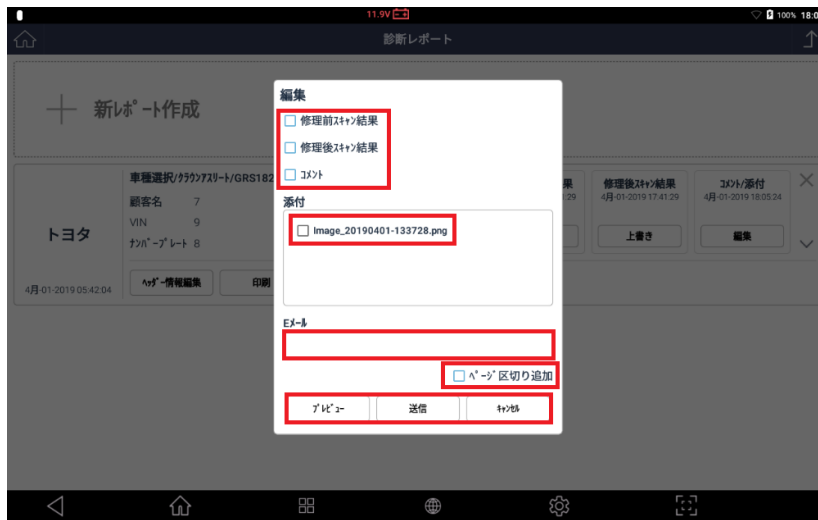 11.9V
100% 18:0
診断レポート
新ﾚﾎﾟｰﾄ作成
トヨタ
4月-01-2019 05:42:04
車種選択/ｸﾗｳﾝｱｽﾘｰﾄ/GRS182
顧客名 7
VIN 9
ﾅﾝﾊﾞｰﾌﾟﾚｰﾄ 8
ﾍｯﾀﾞｰ情報編集
印刷
編集
修理前ｽｷｬﾝ結果
修理後ｽｷｬﾝ結果
ｺﾒﾝﾄ
添付
Image_20190401-133728.png
Eﾒｰﾙ
ﾍﾟｰｼﾞ区切り追加
ﾌﾟﾚﾋﾞｭｰ
送信
ｷｬﾝｾﾙ
果
:29
修理後ｽｷｬﾝ結果
4月-01-2019 17:41:29
上書き
ｺﾒﾝﾄ/添付
4月-01-2019 18:05:24
編集